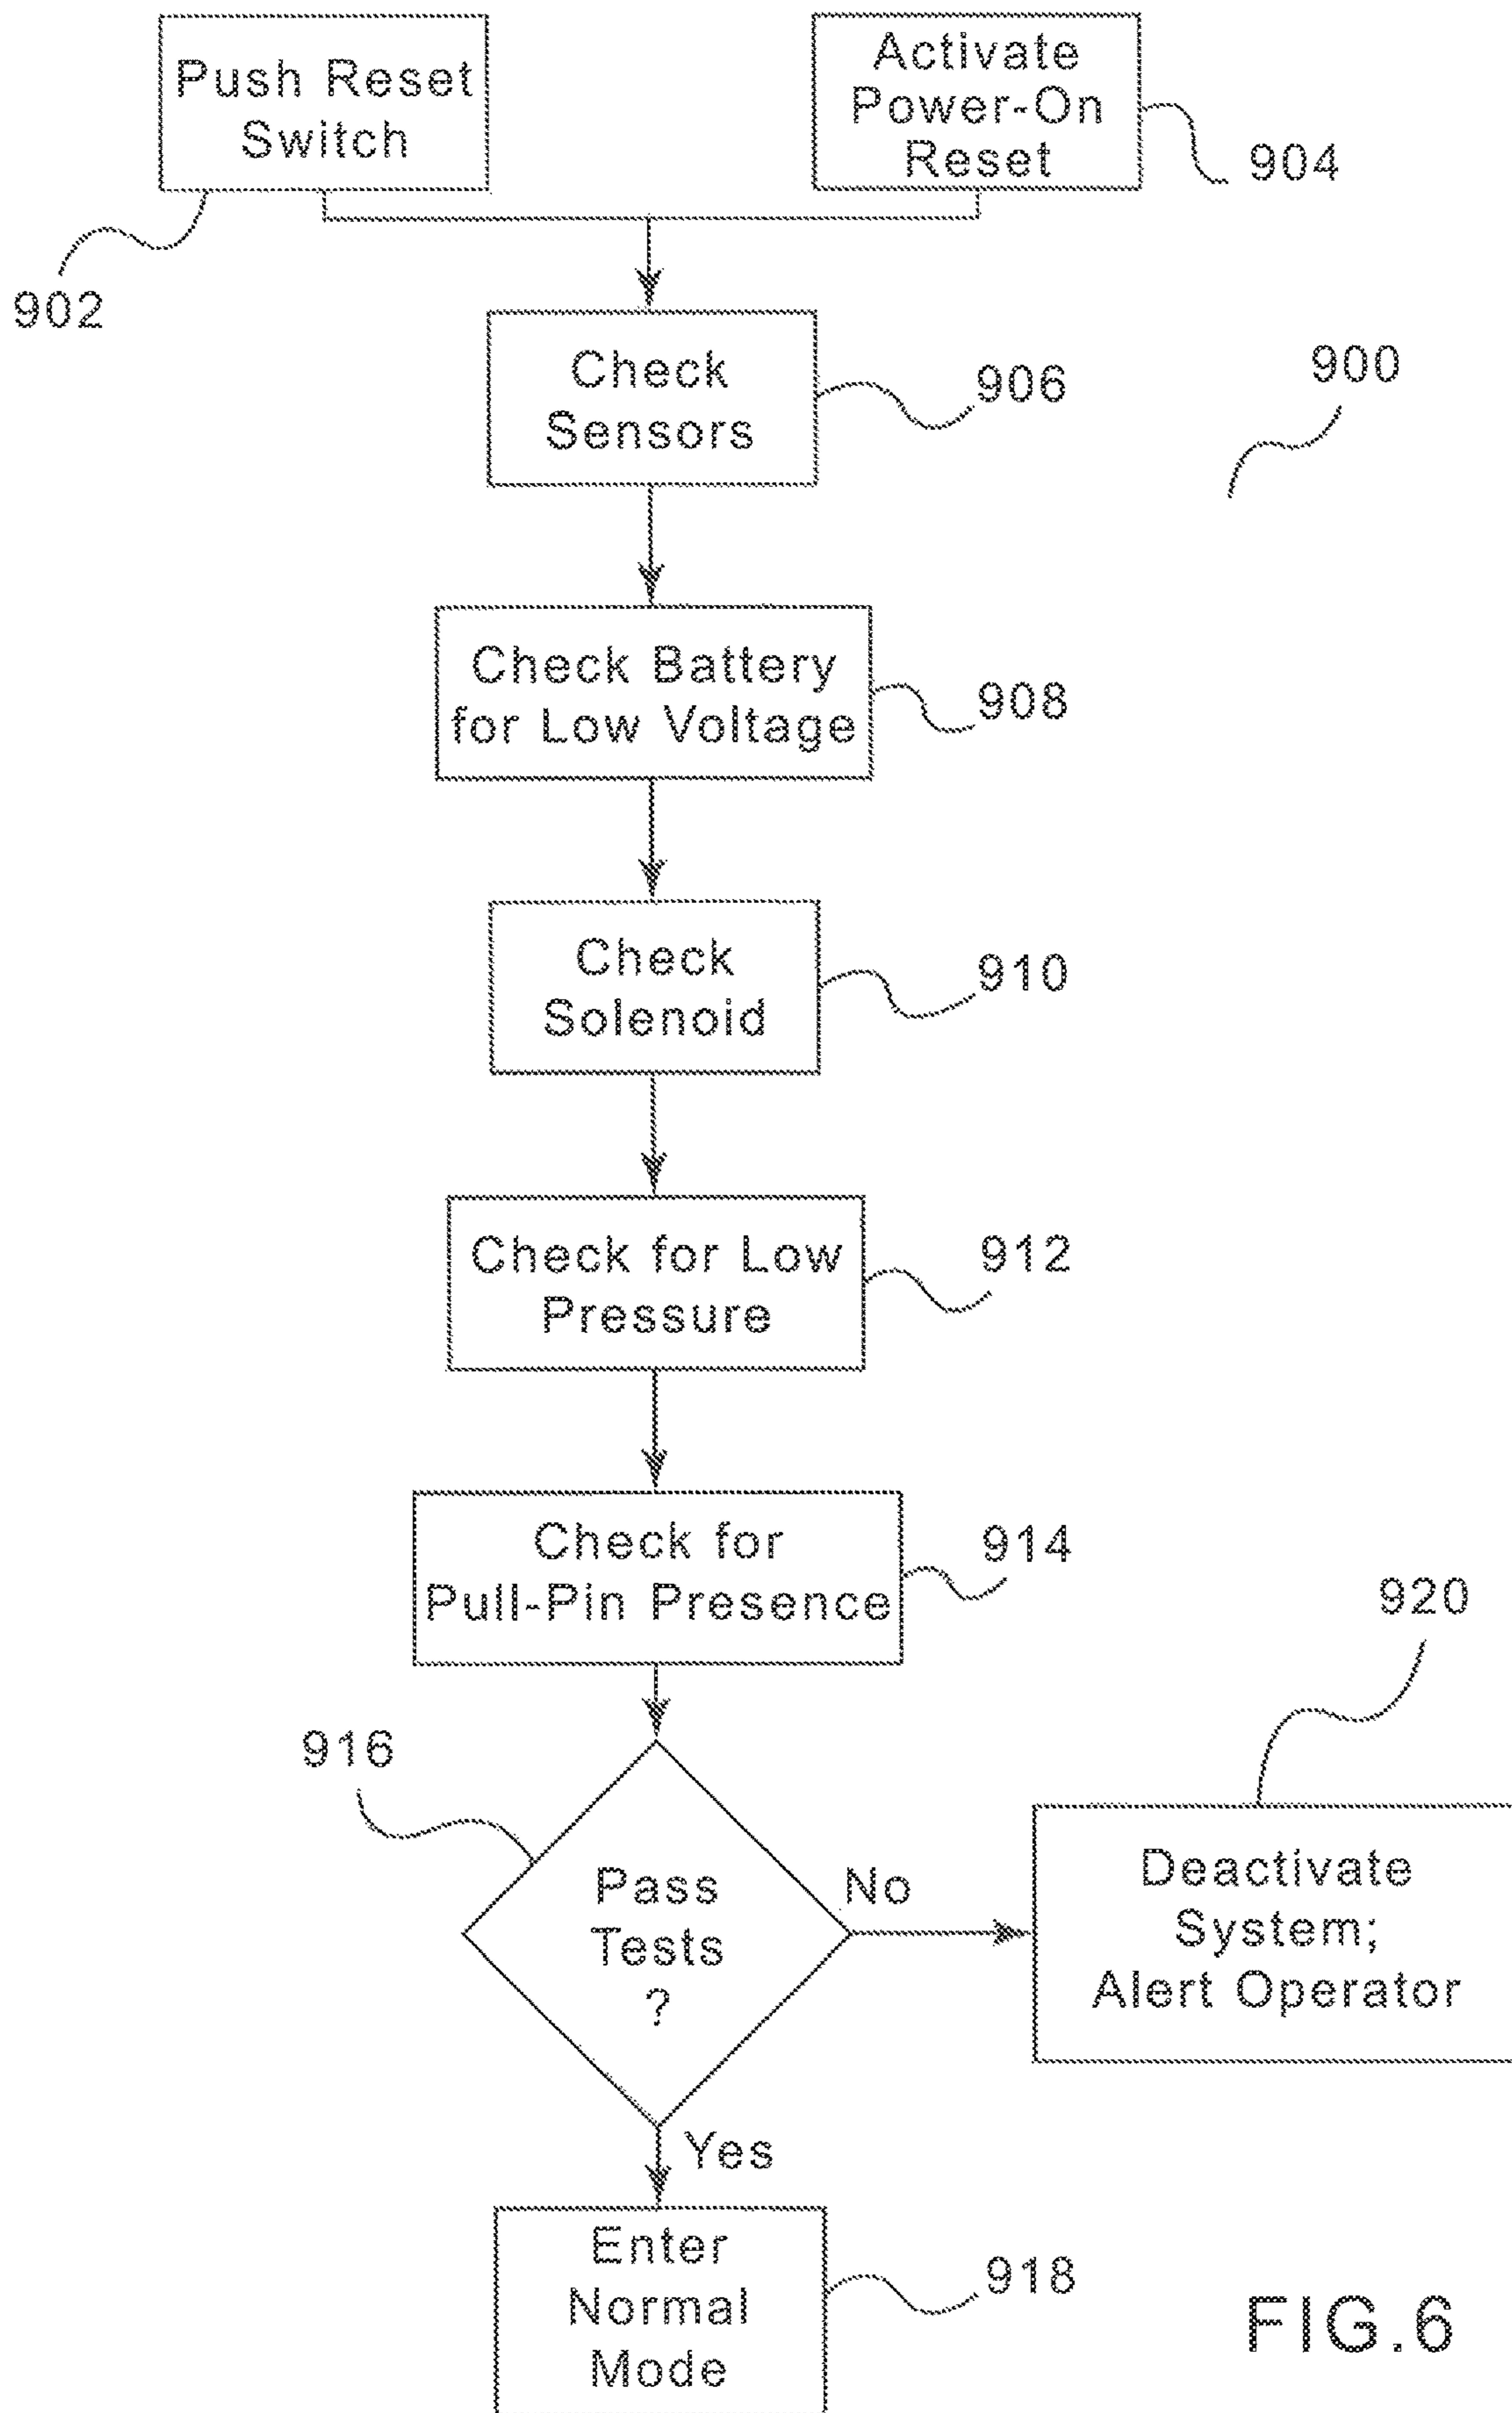 Push Reset
Switch
Activate
Power-On
Reset
904
902
Check
Sensors
906
900
Check Battery
for Low Voltage
908
Check
Solenoid
910
Check for Low
Pressure
912
Check for
Pull-Pin Presence
914
920
916
Pass
Tests
?
No
Deactivate
System;
Alert Operator
Yes
Enter
Normal
Mode
918
FIG.6